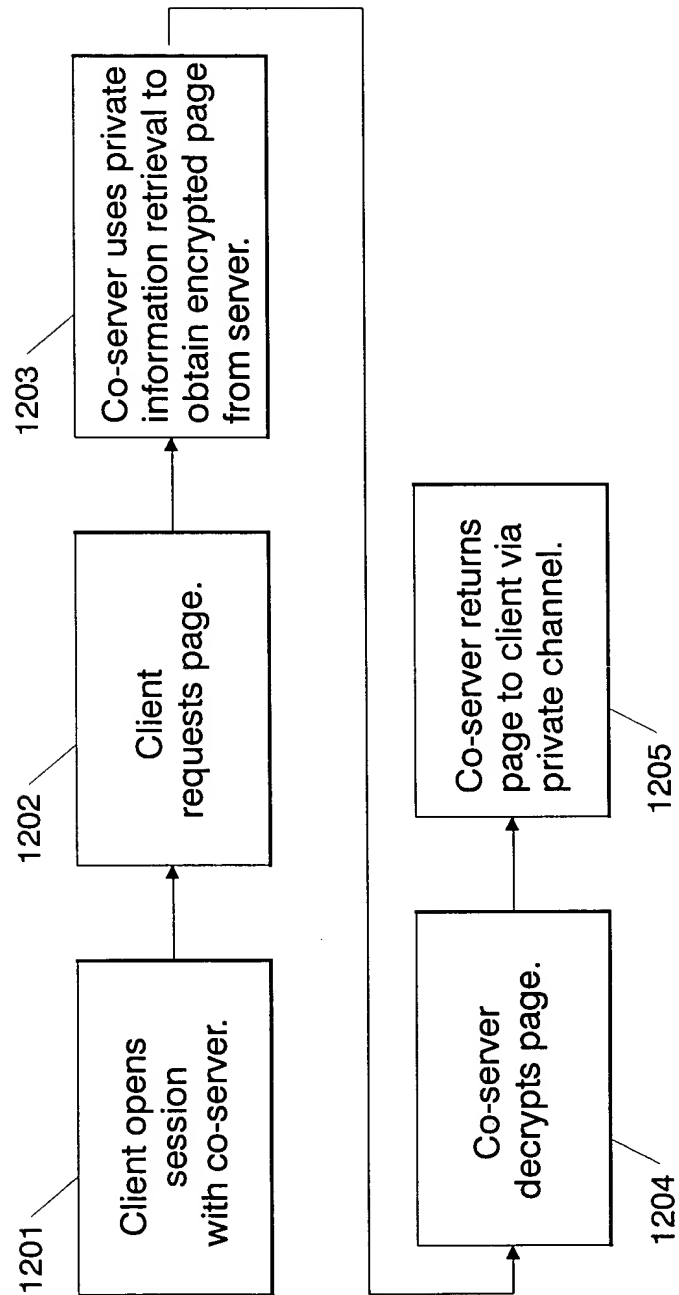 1201
Client opens
session
with co-server.
1202
Client
requests page.
1203
Co-server uses private
information retrieval to
obtain encrypted page
from server.
1204
Co-server
decrypts page.
1205
Co-server returns
page to client via
private channel.